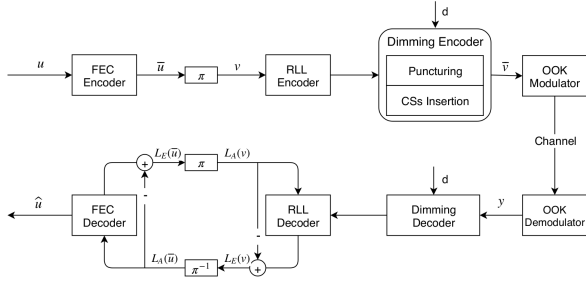 d
u
FEC
Encoder
u̅
π
v
RLL
Encoder
Dimming Encoder
Puncturing
CSs Insertion
v̅
OOK
Modulator
Channel
L_E(u̅)
π
L_A(v)
+
-
d
û
FEC
Decoder
-
RLL
Decoder
Dimming
Decoder
y
OOK
Demodulator
L_A(u̅)
π⁻¹
L_E(v)
+